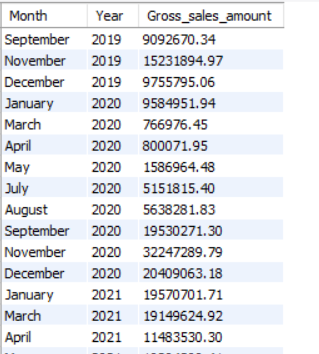 Month Year Gross_sales_amount
September 2019 9092670.34
November 2019 15231894.97
December 2019 9755795.06
January 2020 9584951.94
March 2020 766976.45
April 2020 800071.95
May 2020 1586964.48
July 2020 5151815.40
August 2020 5638281.83
September 2020 19530271.30
November 2020 32247289.79
December 2020 20409063.18
January 2021 19570701.71
March 2021 19149624.92
April 2021 11483530.30